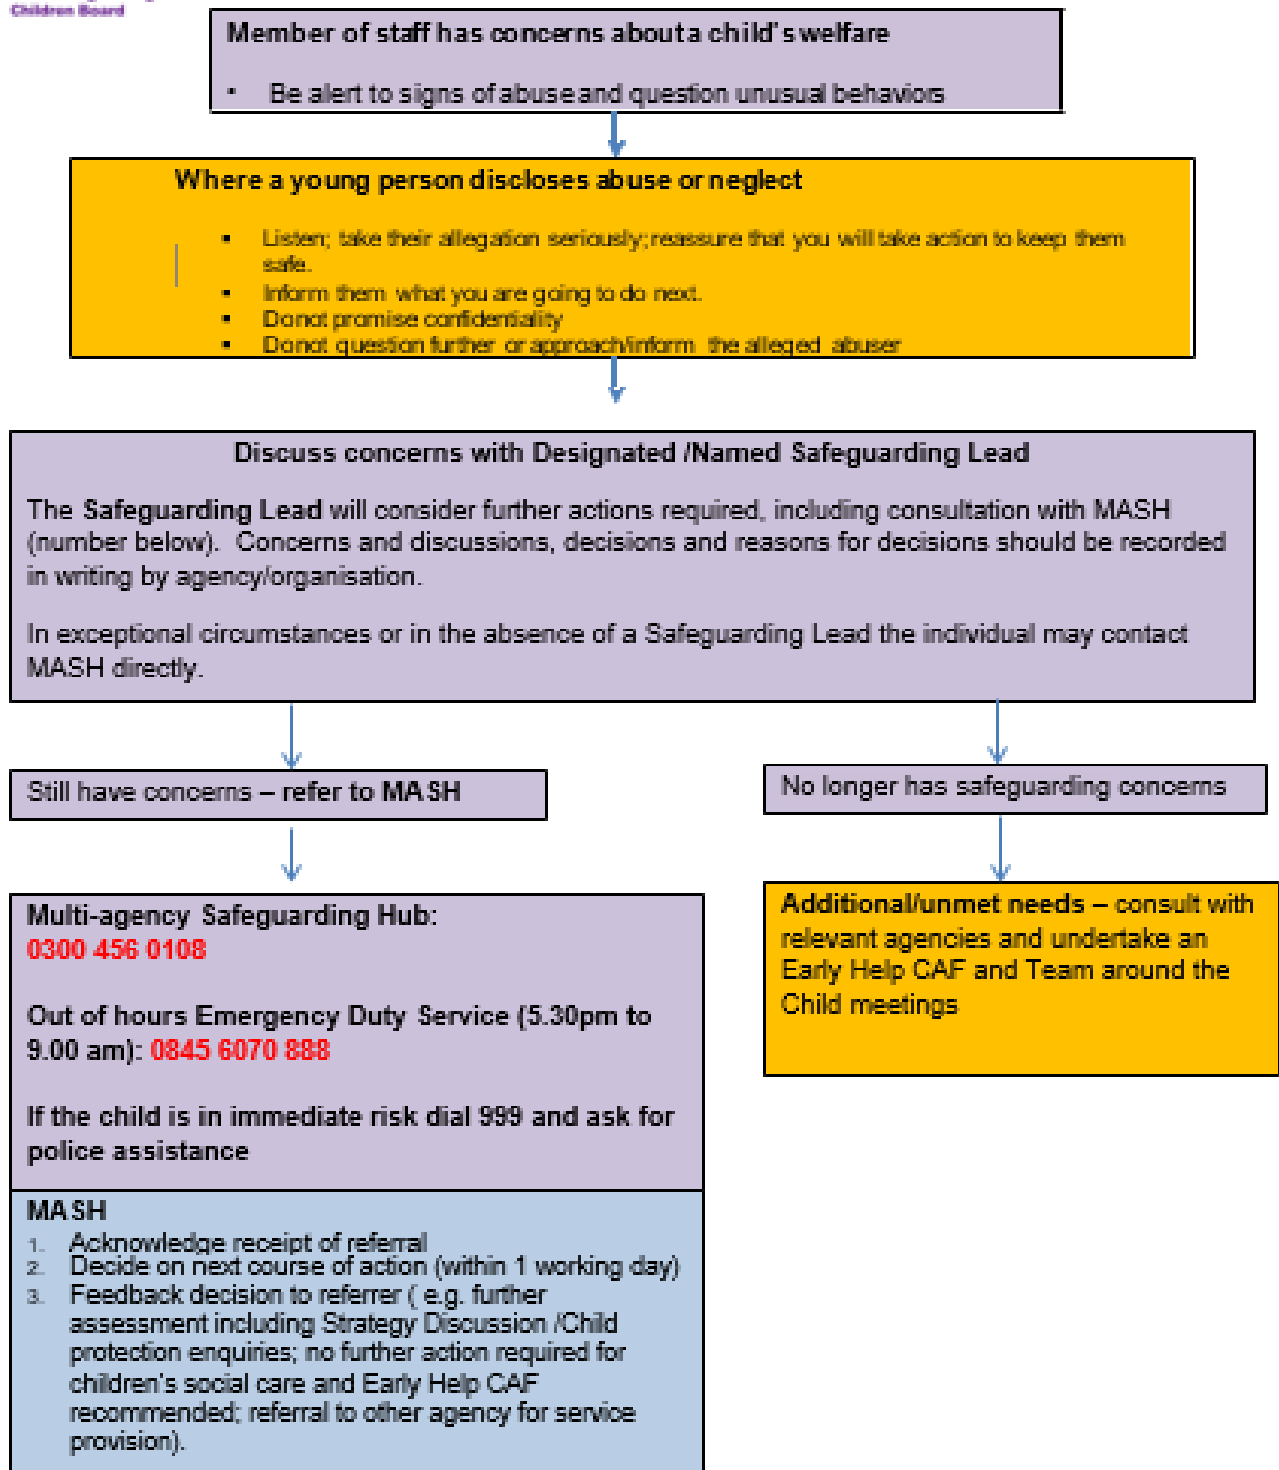 Children Board
Member of staff has concerns about a child's welfare
▪ Be alert to signs of abuse and question unusual behaviors
Where a young person discloses abuse or neglect
▪ Listen; take their allegation seriously; reassure that you will take action to keep them
safe.
▪ Inform them what you are going to do next.
▪ Do not promise confidentiality
▪ Do not question further or approach/inform the alleged abuser
Discuss concerns with Designated /Named Safeguarding Lead
The Safeguarding Lead will consider further actions required, including consultation with MASH
(number below). Concerns and discussions, decisions and reasons for decisions should be recorded
in writing by agency/organisation.
In exceptional circumstances or in the absence of a Safeguarding Lead the individual may contact
MASH directly.
Still have concerns – refer to MASH
No longer has safeguarding concerns
Multi-agency Safeguarding Hub:
0300 456 0108
Out of hours Emergency Duty Service (5.30pm to
9.00 am): 0845 6070 888
If the child is in immediate risk dial 999 and ask for
police assistance
Additional/unmet needs – consult with
relevant agencies and undertake an
Early Help CAF and Team around the
Child meetings
MASH
1. Acknowledge receipt of referral
2. Decide on next course of action (within 1 working day)
3. Feedback decision to referrer ( e.g. further
assessment including Strategy Discussion /Child
protection enquiries; no further action required for
children's social care and Early Help CAF
recommended; referral to other agency for service
provision).